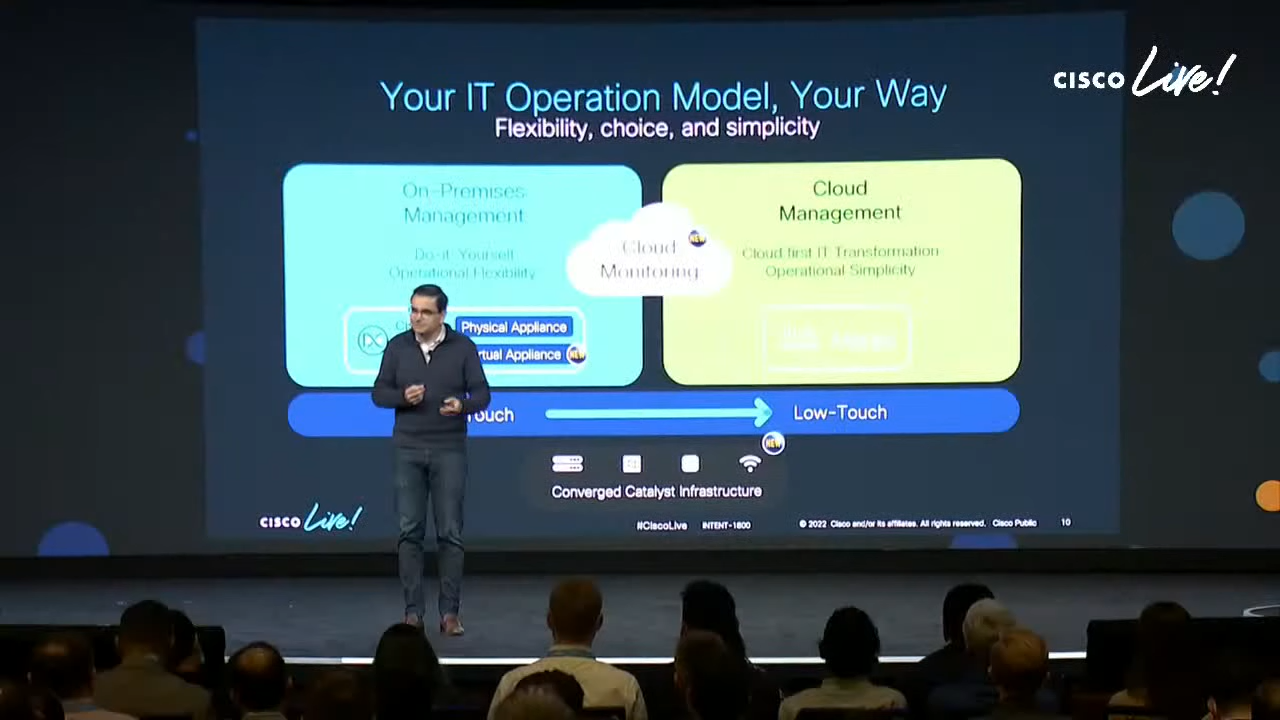 CISCO Live!
Your IT Operation Model, Your Way
Flexibility, choice, and simplicity
On-Premises
Management
Do-it-Yourself
Operational Flexibility
Cloud
Monitoring
NEW
Cloud
Management
Cloud first IT Transformation
Operational Simplicity
Physical Appliance
Appliance
NEW
Low-Touch
NEW
Converged Catalyst Infrastructure
CISCO Live!
#CiscoLive
INTENT-1800
© 2022 Cisco and/or its affiliates. All rights reserved. Cisco Public
10